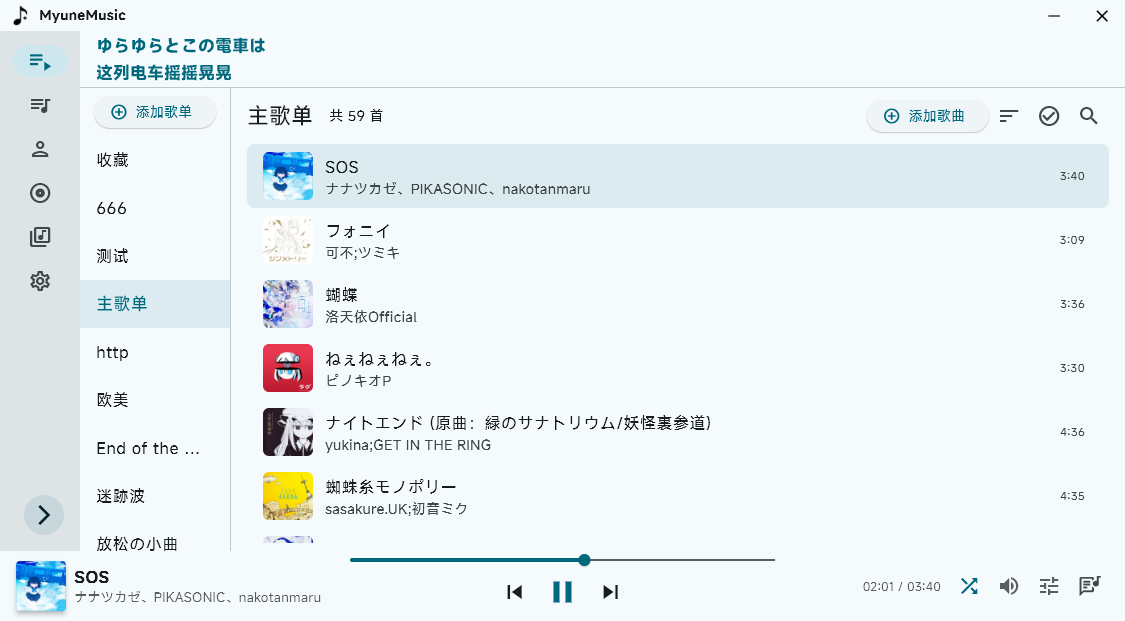 MyuneMusic
ゆらゆらとこの電車は
这列电车摇摇晃晃
添加歌单
收藏
666
测试
主歌单
http
欧美
End of the ...
迷跡波
放松の小曲
主歌单 共 59 首
添加歌曲
SOS
ナナツカゼ、PIKASONIC、nakotanmaru
3:40
フォニイ
可不;ツミキ
3:09
シンメトリー
蝴蝶
洛天依Official
3:36
ねぇねぇねぇ。
ピノキオP
3:30
ナイトエンド (原曲：緑のサナトリウム/妖怪裏参道)
yukina;GET IN THE RING
4:36
蜘蛛糸モノポリー
sasakure.UK;初音ミク
4:35
SOS
ナナツカゼ、PIKASONIC、nakotanmaru
02:01 / 03:40